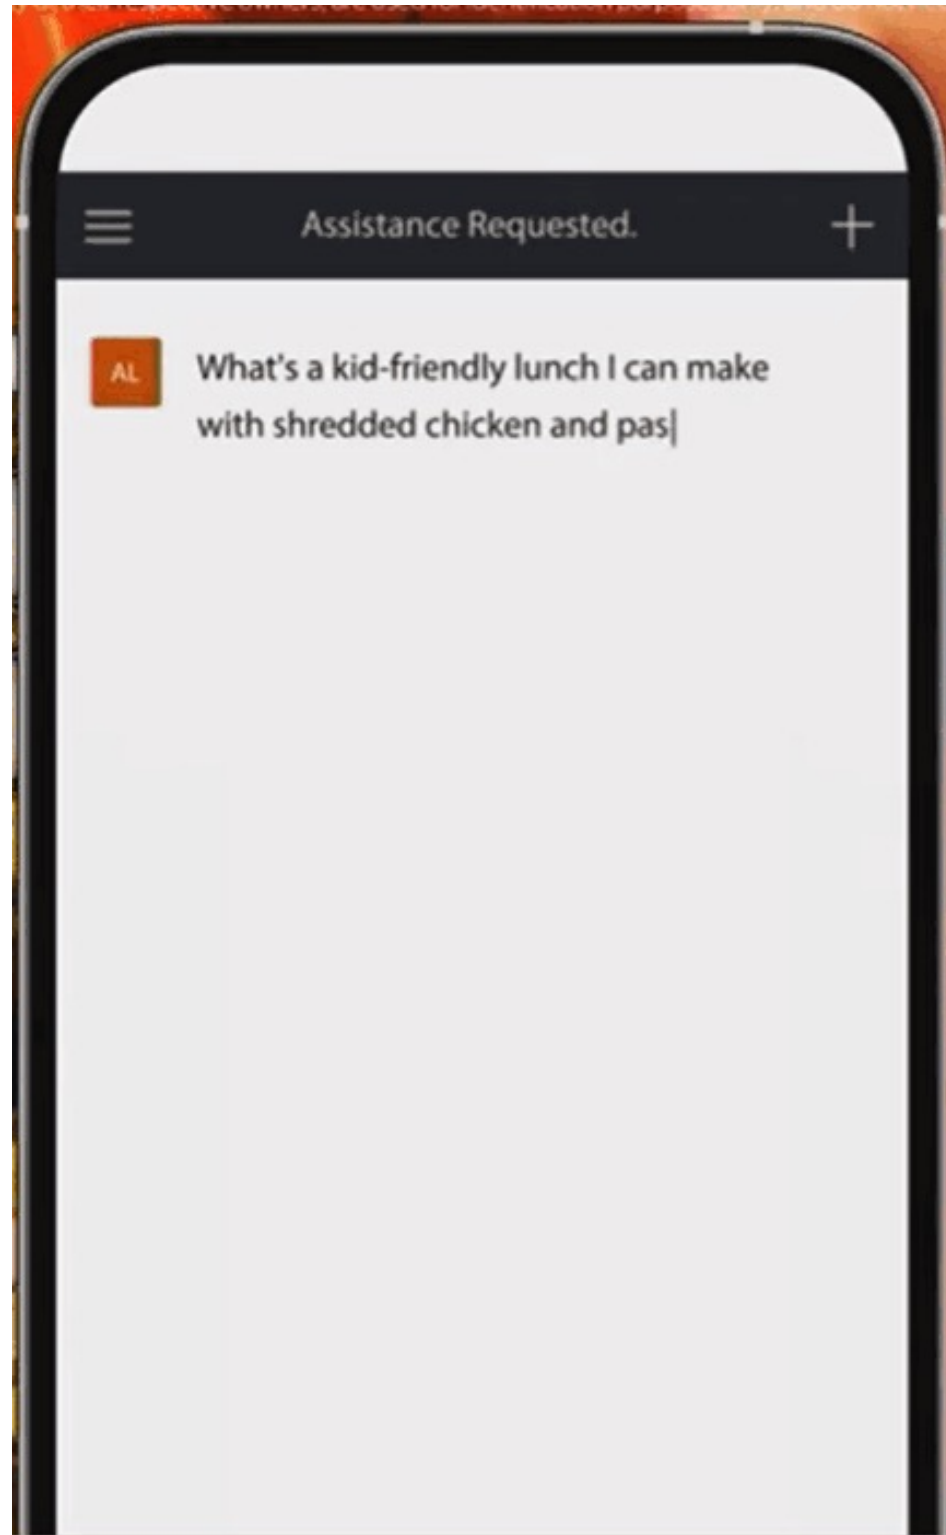 Assistance Requested.
AL
What's a kid-friendly lunch I can make
with shredded chicken and pas